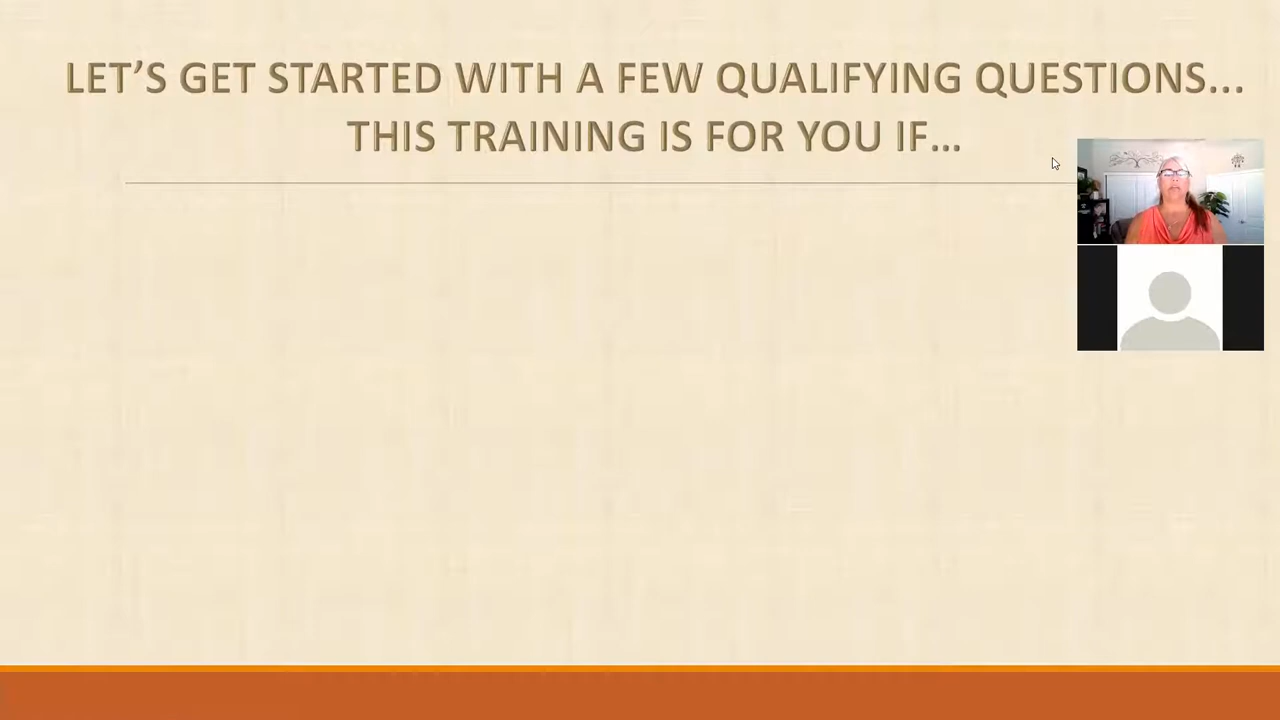 LET’S GET STARTED WITH A FEW QUALIFYING QUESTIONS...
THIS TRAINING IS FOR YOU IF...